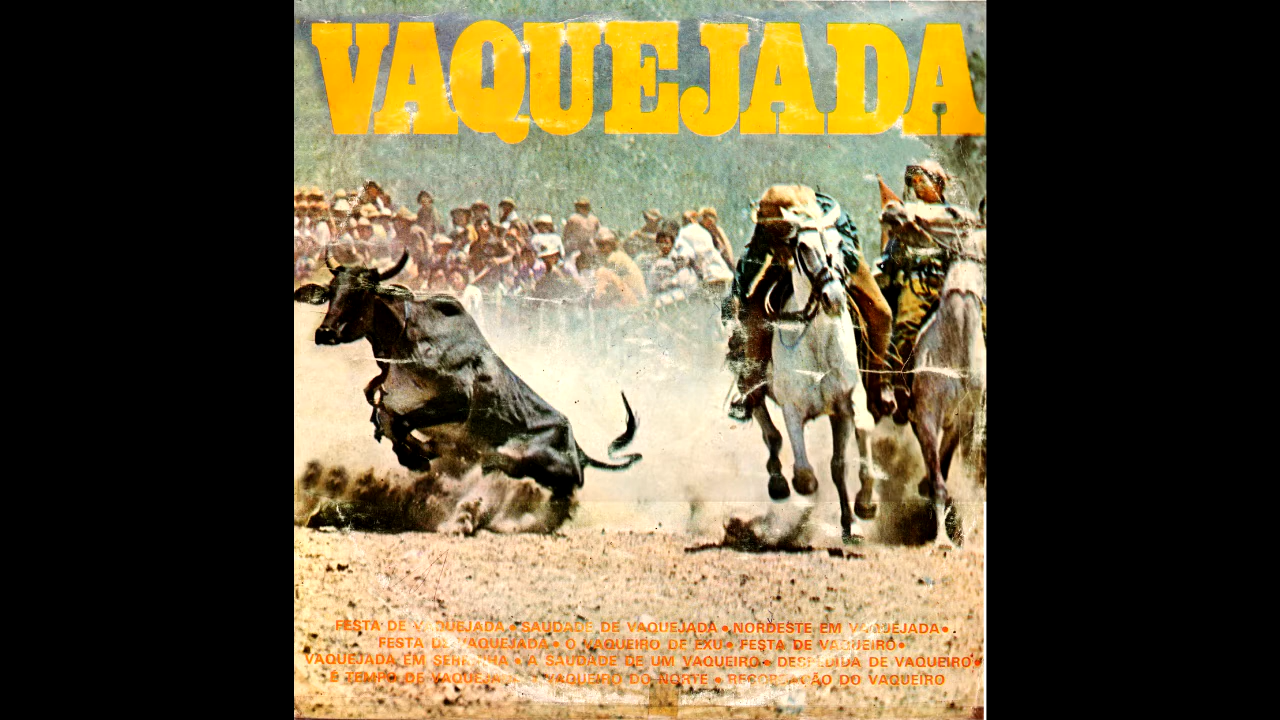 VAQUEJADA
FESTA DE VAQUEJADA • SAUDADE DE VAQUEJADA • NORDESTE EM VAQUEJADA •
FESTA DE VAQUEJADA • O VAQUEIRO DE EXU • FESTA DE VAQUEIRO •
VAQUEJADA EM • A SAUDADE DE UM VAQUEIRO • DESPEDIDA DE VAQUEIRO •
É TEMPO DE VAQUEJADA VAQUEIRO DO NORTE • RECORDAÇÃO DO VAQUEIRO